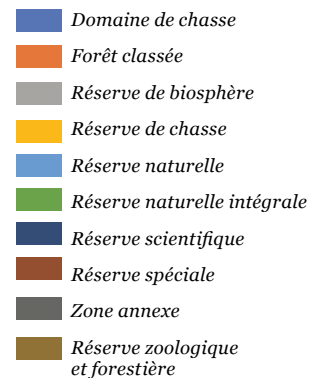 Domaine de chasse
Forêt classée
Réserve de biosphère
Réserve de chasse
Réserve naturelle
Réserve naturelle intégrale
Réserve scientifique
Réserve spéciale
Zone annexe
Réserve zoologique
et forestière